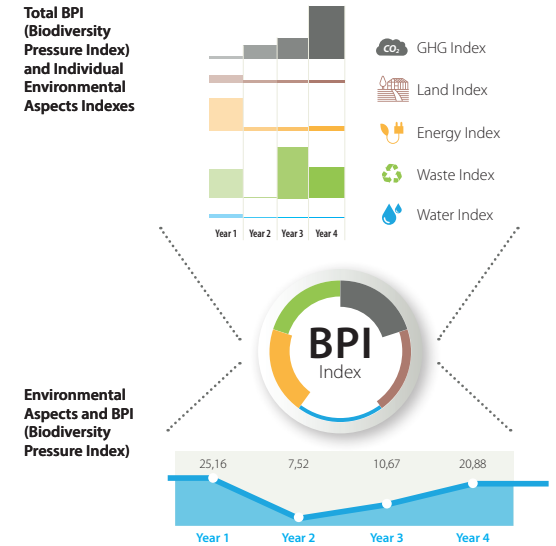 Total BPI
(Biodiversity
Pressure Index)
and Individual
Environmental
Aspects Indexes
CO₂ GHG Index
Land Index
Energy Index
Waste Index
Water Index
Year 1 Year 2 Year 3 Year 4
BPI
Index
Environmental
Aspects and BPI
(Biodiversity
Pressure Index)
25,16 7,52 10,67 20,88
Year 1 Year 2 Year 3 Year 4